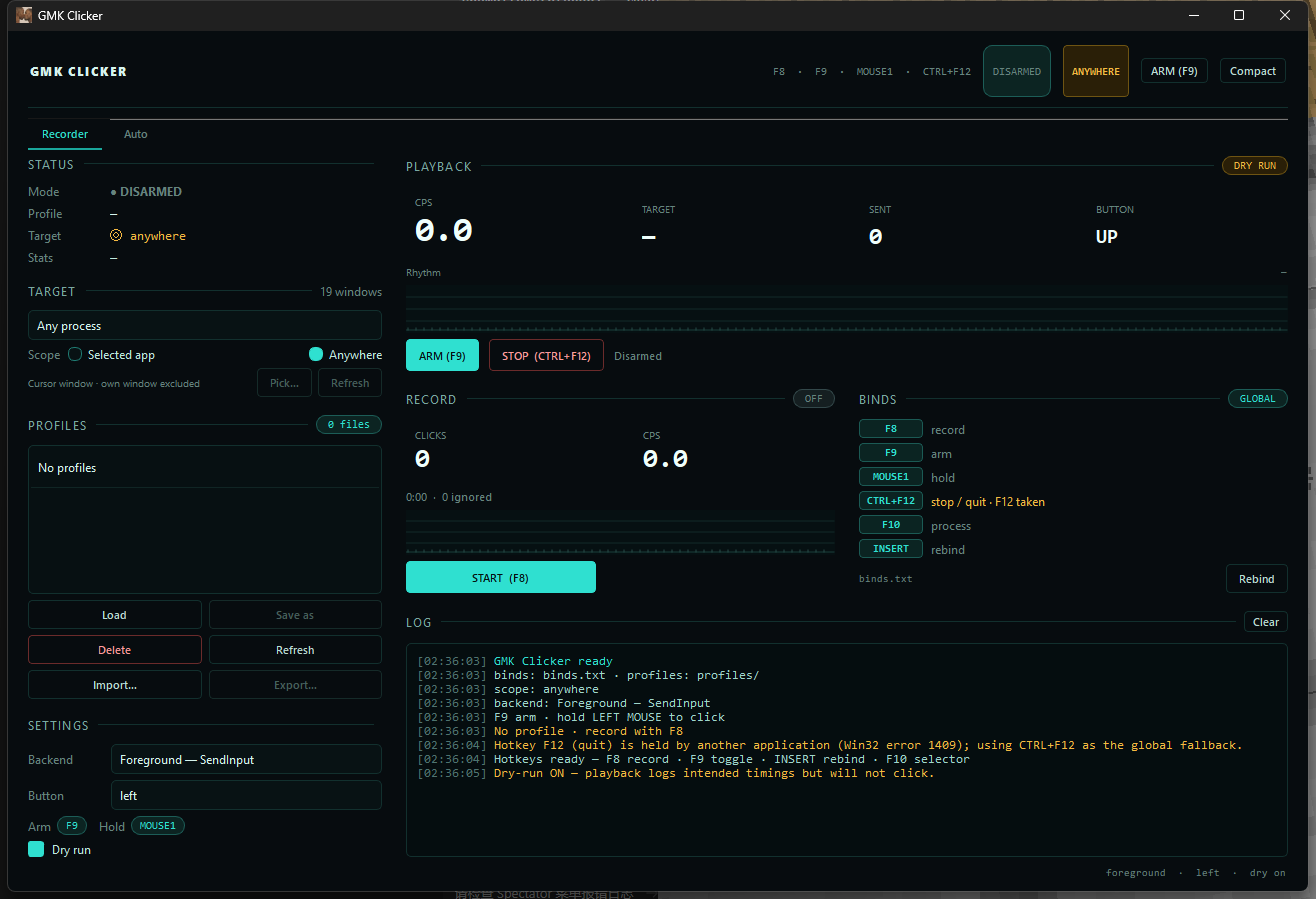 GMK Clicker
GMK CLICKER
F8 · F9 · MOUSE1 · CTRL+F12
DISARMED
ANYWHERE
ARM (F9)
Compact
Recorder
Auto
STATUS
Mode ● DISARMED
Profile —
Target anywhere
Stats —
TARGET
19 windows
Any process
Scope Selected app Anywhere
Cursor window · own window excluded
Pick...
Refresh
PROFILES
0 files
No profiles
Load
Save as
Delete
Refresh
Import...
Export...
SETTINGS
Backend Foreground — SendInput
Button left
Arm F9 Hold MOUSE1
Dry run
PLAYBACK
DRY RUN
CPS
0.0
TARGET
—
SENT
0
BUTTON
UP
Rhythm —
ARM (F9)
STOP (CTRL+F12)
Disarmed
RECORD
OFF
CLICKS
0
CPS
0.0
0:00 · 0 ignored
START (F8)
BINDS
GLOBAL
F8 record
F9 arm
MOUSE1 hold
CTRL+F12 stop / quit · F12 taken
F10 process
INSERT rebind
binds.txt
Rebind
LOG
Clear
[02:36:03] GMK Clicker ready
[02:36:03] binds: binds.txt · profiles: profiles/
[02:36:03] scope: anywhere
[02:36:03] backend: Foreground — SendInput
[02:36:03] F9 arm · hold LEFT MOUSE to click
[02:36:03] No profile · record with F8
[02:36:04] Hotkey F12 (quit) is held by another application (Win32 error 1409); using CTRL+F12 as the global fallback.
[02:36:04] Hotkeys ready — F8 record · F9 toggle · INSERT rebind · F10 selector
[02:36:05] Dry-run ON — playback logs intended timings but will not click.
foreground · left · dry on